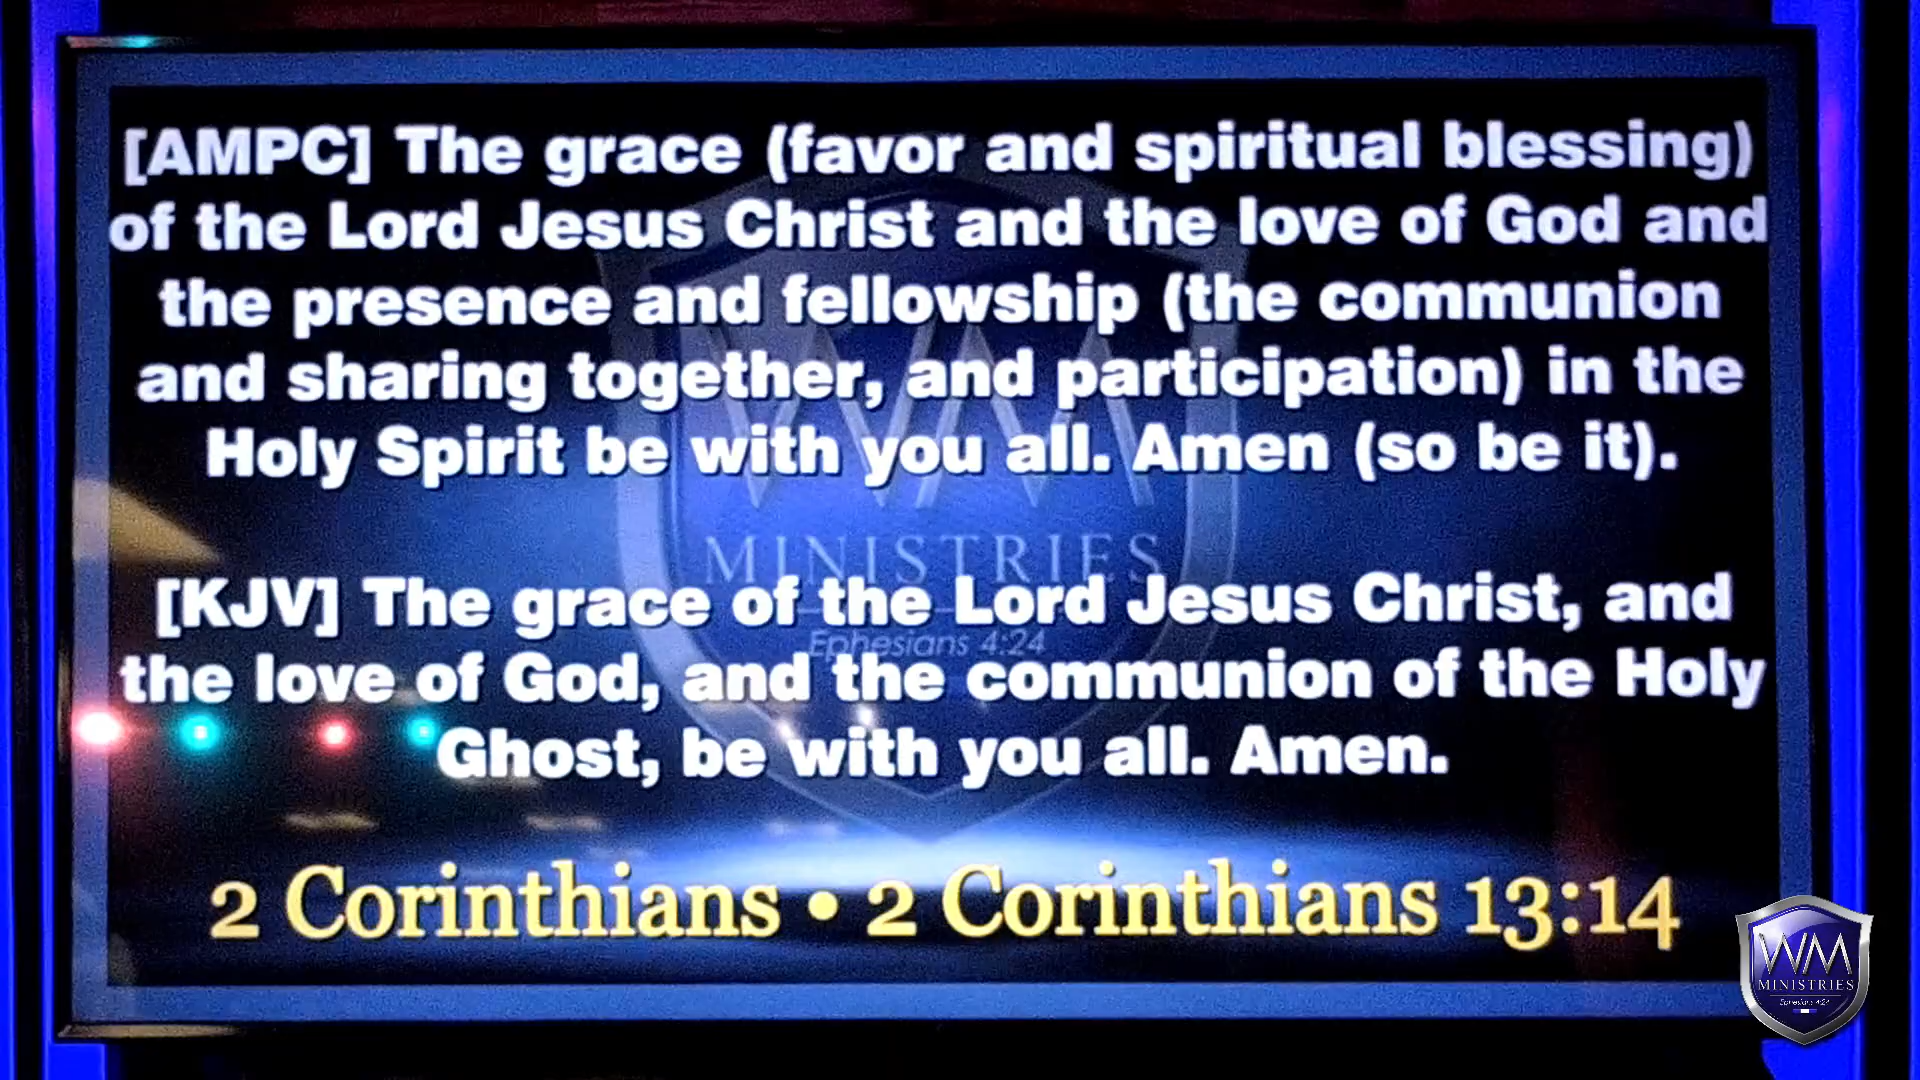 [AMPC] The grace (favor and spiritual blessing)
of the Lord Jesus Christ and the love of God and
the presence and fellowship (the communion
and sharing together, and participation) in the
Holy Spirit be with you all. Amen (so be it).
WM
MINISTRIES
Ephesians 4:24
[KJV] The grace of the Lord Jesus Christ, and
the love of God, and the communion of the Holy
Ghost, be with you all. Amen.
2 Corinthians • 2 Corinthians 13:14
WM
MINISTRIES
Ephesians 4:24